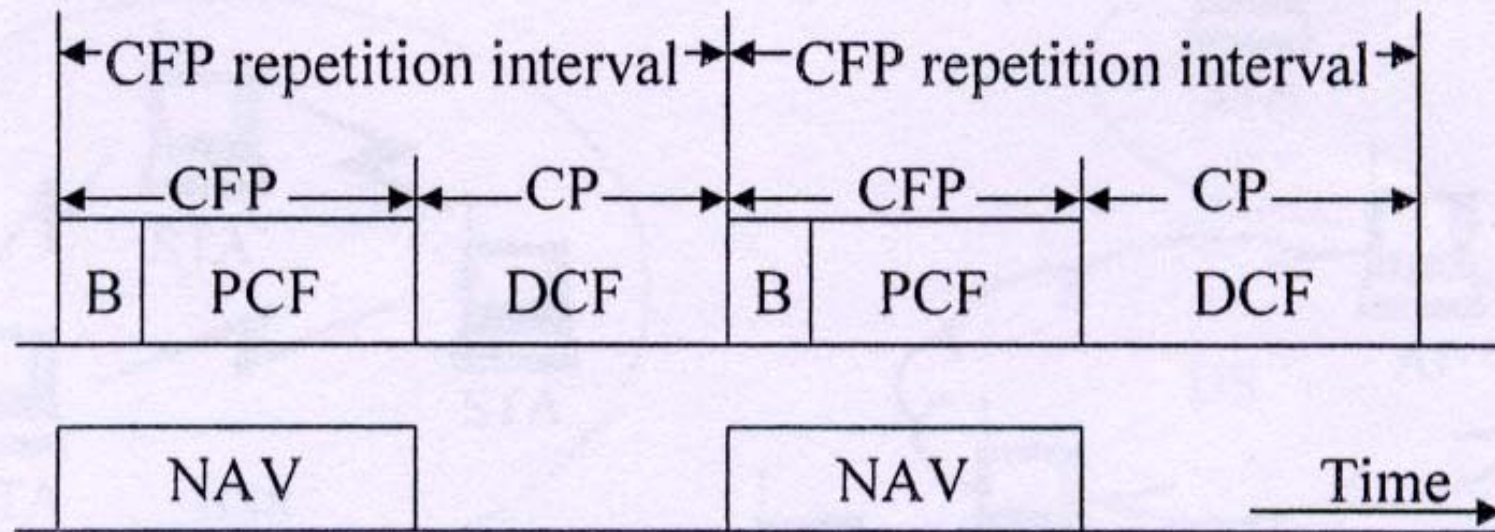 CFP repetition interval CFP repetition interval
CFP CP CFP CP
B PCF DCF B PCF DCF
NAV NAV Time